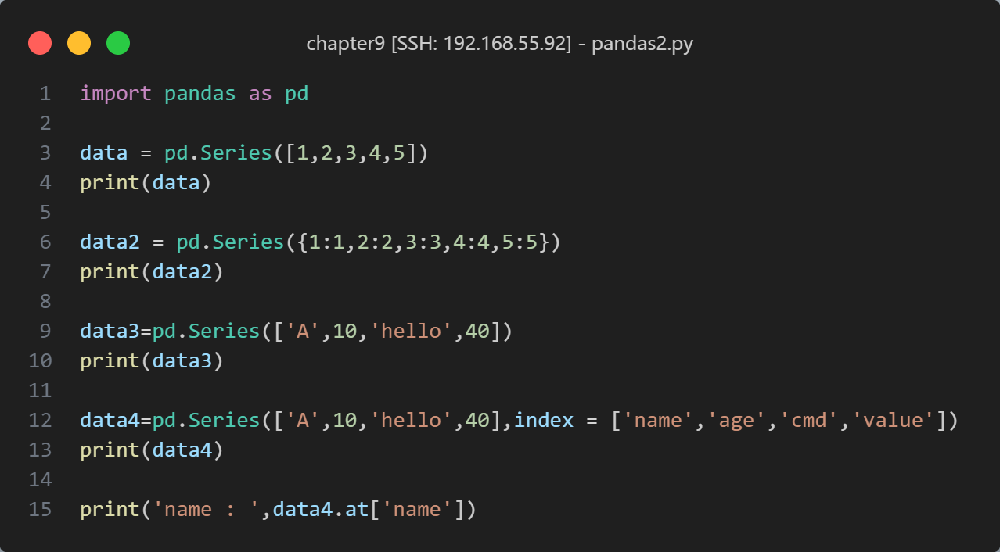 chapter9 [SSH: 192.168.55.92] - pandas2.py
1 import pandas as pd
2
3 data = pd.Series([1,2,3,4,5])
4 print(data)
5
6 data2 = pd.Series({1:1,2:2,3:3,4:4,5:5})
7 print(data2)
8
9 data3=pd.Series(['A',10,'hello',40])
10 print(data3)
11
12 data4=pd.Series(['A',10,'hello',40],index = ['name','age','cmd','value'])
13 print(data4)
14
15 print('name : ',data4.at['name'])